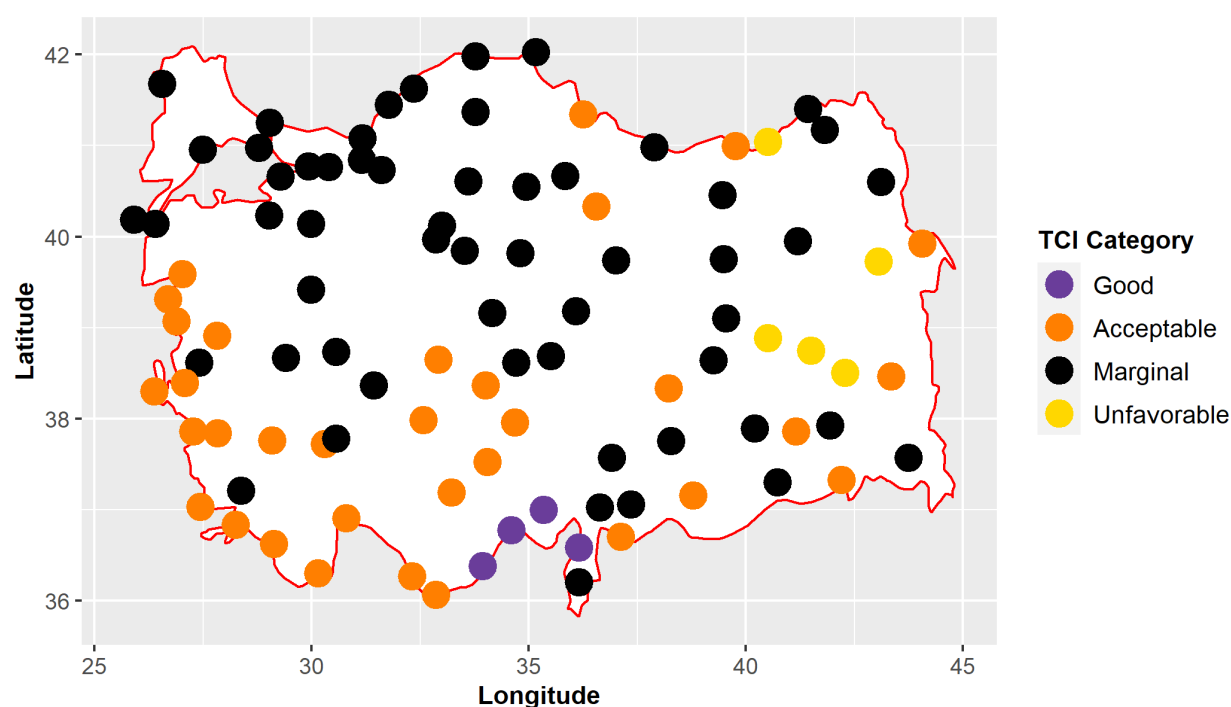 42
40
38
36
Latitude
25
30
35
40
45
Longitude
TCI Category
Good
Acceptable
Marginal
Unfavorable